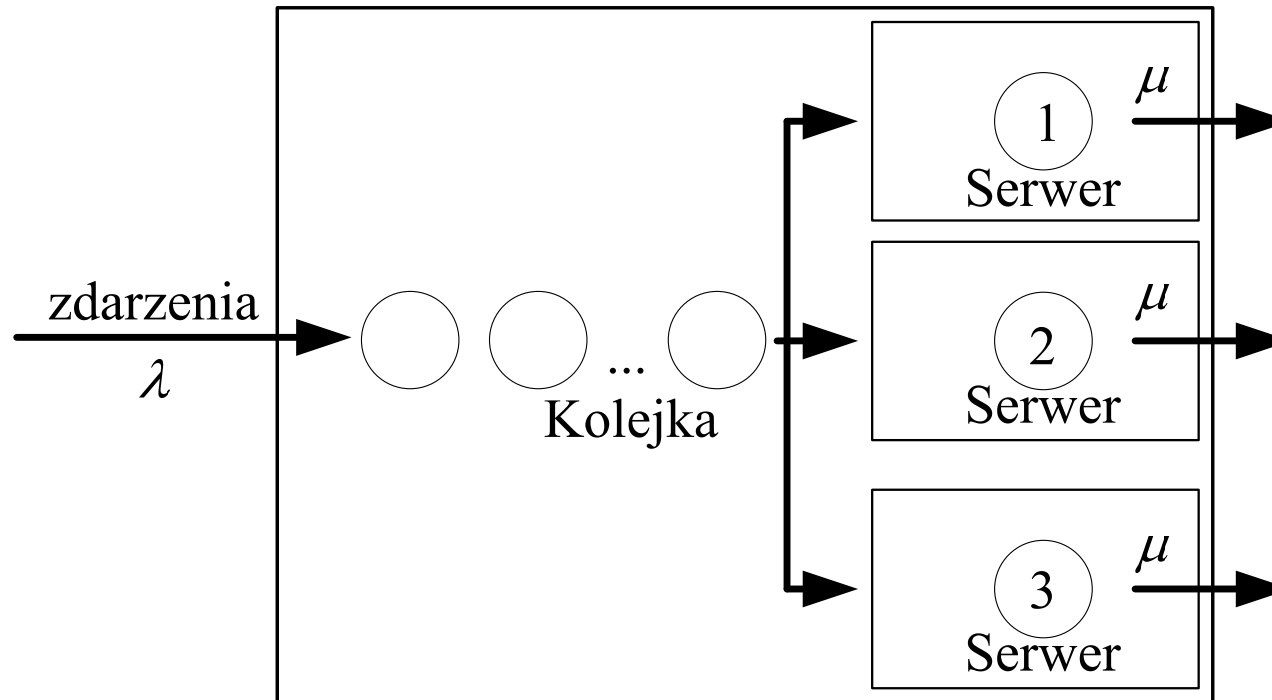 μ
1
Serwer
zdarzenia
λ
...
Kolejka
μ
2
Serwer
μ
3
Serwer